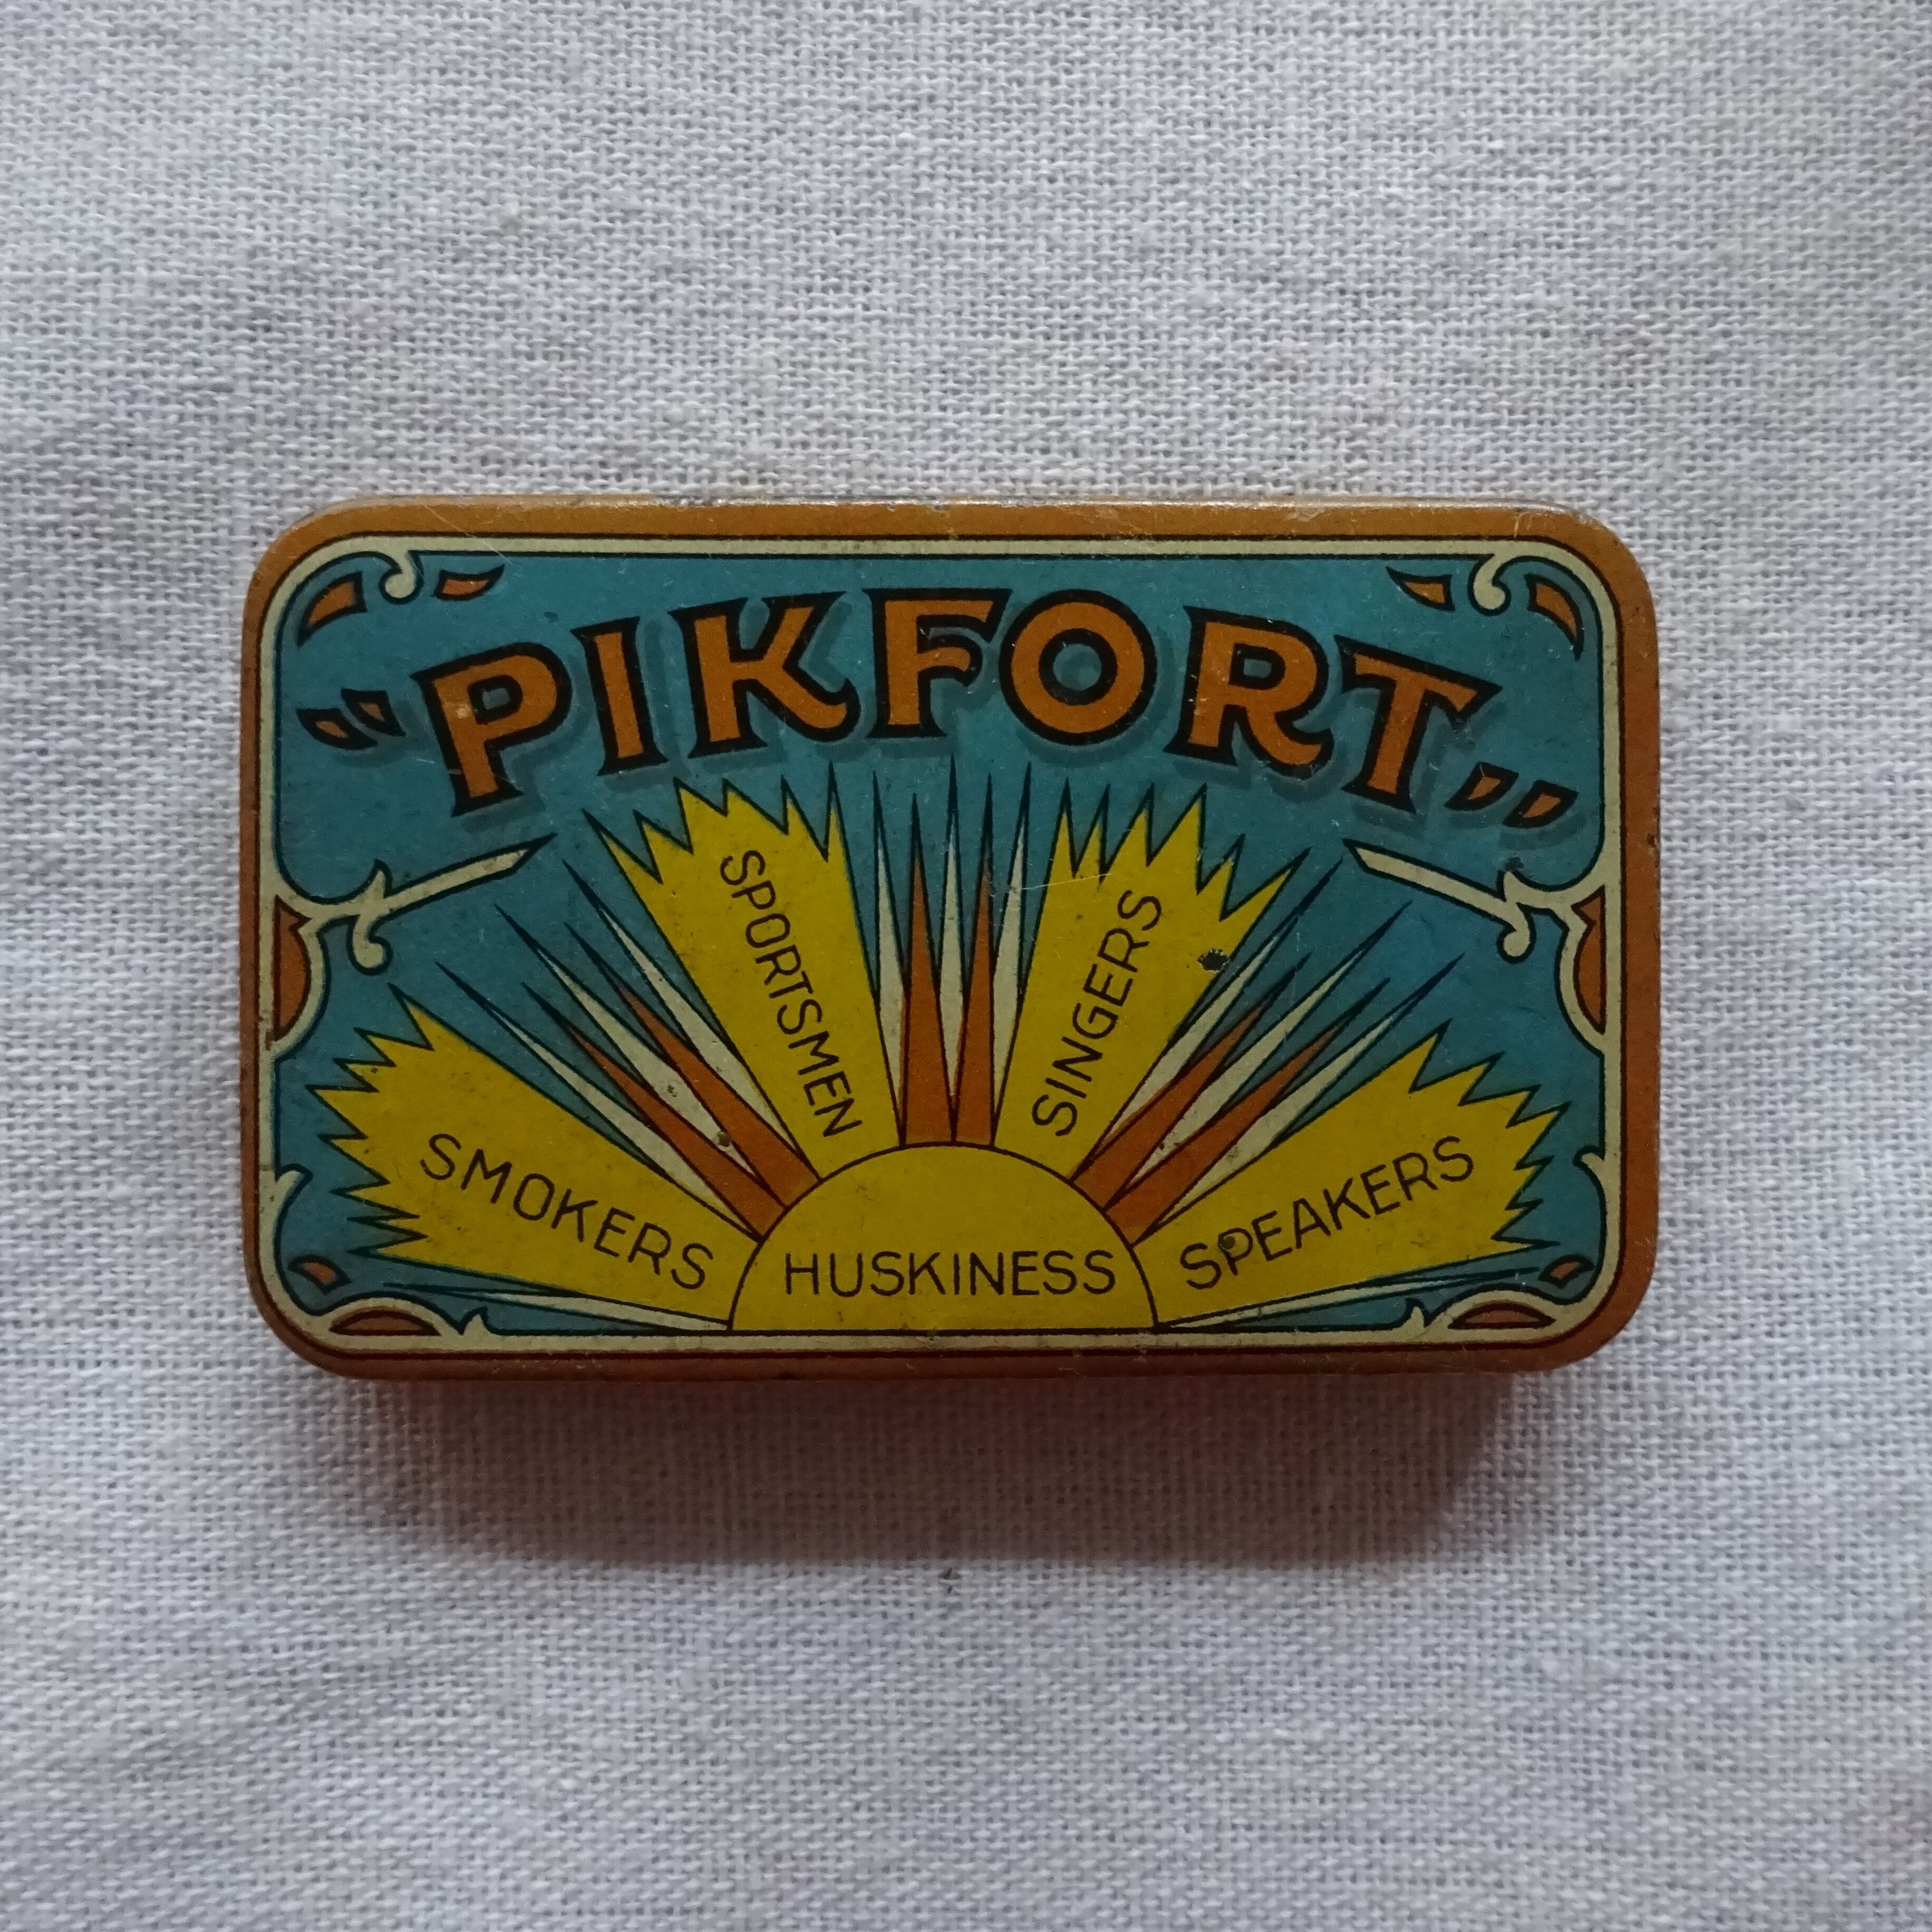 "PIKFORT"
SMOKERS
SPORTSMEN
SINGERS
SPEAKERS
HUSKINESS